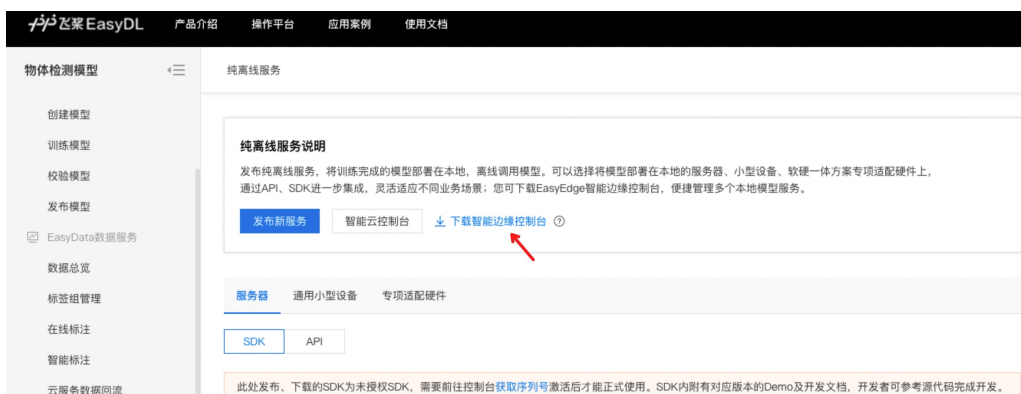 飞桨EasyDL 产品介绍 操作平台 应用案例 使用文档
物体检测模型
纯离线服务
创建模型
训练模型
校验模型
发布模型
EasyData数据服务
数据总览
标签组管理
在线标注
智能标注
云服务数据回流
纯离线服务说明
发布纯离线服务，将训练完成的模型部署在本地，离线调用模型。可以选择将模型部署在本地的服务器、小型设备、软硬一体方案专项适配硬件上，
通过API、SDK进一步集成，灵活适应不同业务场景；您可下载EasyEdge智能边缘控制台，便捷管理多个本地模型服务。
发布新服务 智能云控制台 下载智能边缘控制台 ?
服务器 通用小型设备 专项适配硬件
SDK API
此处发布、下载的SDK为未授权SDK，需要前往控制台获取序列号激活后才能正式使用。SDK内附有对应版本的Demo及开发文档，开发者可参考源代码完成开发。